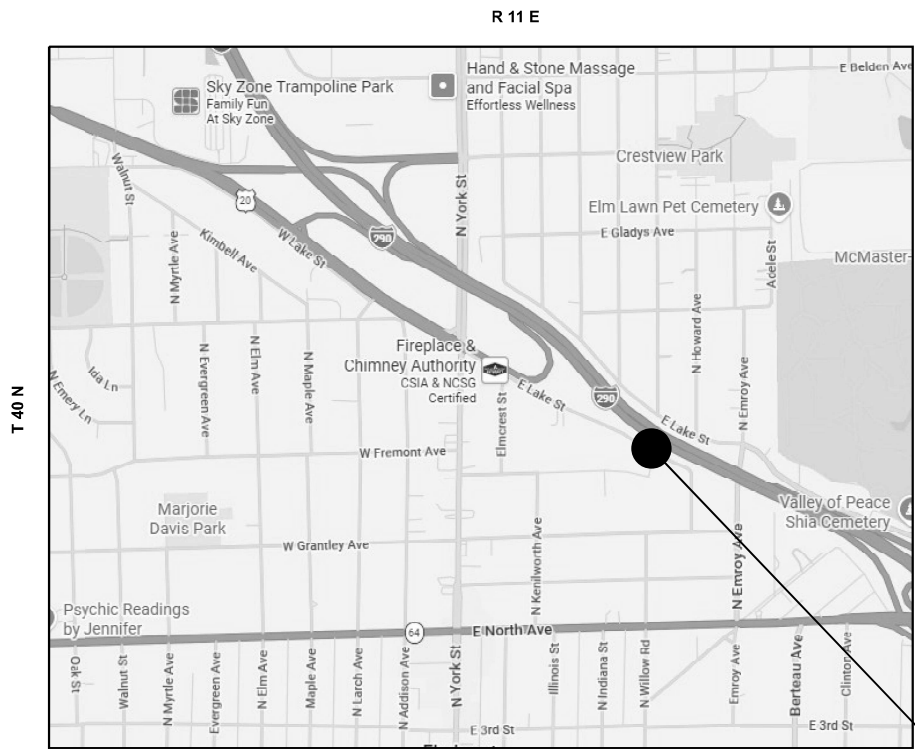 R 11 E
E Belden Ave
Hand & Stone Massage
and Facial Spa
Effortless Wellness
Sky Zone Trampoline Park
Family Fun
At Sky Zone
Crestview Park
Walnut St
20
N York St
Elm Lawn Pet Cemetery
E Gladys Ave
290
W Lake St
Kimbell Ave
N Myrtle Ave
Adele St
McMaster-
N Howard Ave
Fireplace &
Chimney Authority
CSIA & NCSG
Certified
N Evergreen Ave
N Elm Ave
N Maple Ave
Ida Ln
N Emery Ln
T 40 N
E Lake St
290
Elmcrest St
N Emroy Ave
E Lake St
W Fremont Ave
Marjorie
Davis Park
Valley of Peace
Shia Cemetery
W Grantley Ave
N Kenilworth Ave
N Emroy Ave
Psychic Readings
by Jennifer
64
E North Ave
Oak St
Walnut St
N Myrtle Ave
Evergreen Ave
N Elm Ave
Maple Ave
N Larch Ave
N Addison Ave
N York St
Illinois St
N Indiana St
N Willow Rd
Emroy Ave
Berteau Ave
Clinton Ave
E 3rd St
E 3rd St